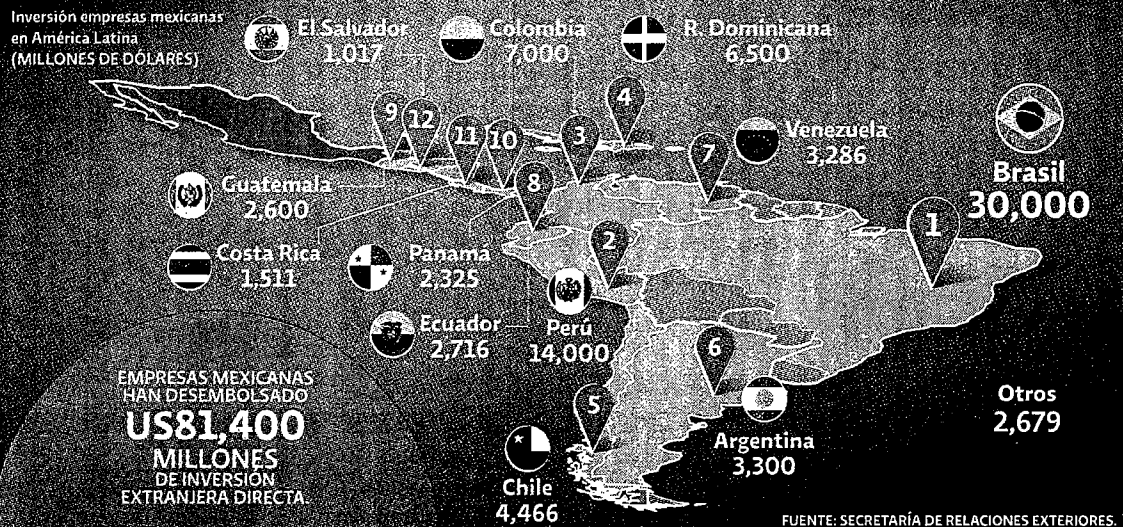 Inversión empresas mexicanas
en América Latina
(MILLONES DE DÓLARES)
El Salvador
1,017
Colombia
7,000
R. Dominicana
6,500
9
12
11
10
3
4
7
8
2
1
6
5
Venezuela
3,286
Brasil
30,000
Guatemala
2,600
Costa Rica
1,511
Panamá
2,325
Ecuador
2,716
Perú
14,000
EMPRESAS MEXICANAS
HAN DESEMBOLSADO
US81,400
MILLONES
DE INVERSIÓN
EXTRANJERA DIRECTA.
Chile
4,466
Argentina
3,300
Otros
2,679
FUENTE: SECRETARÍA DE RELACIONES EXTERIORES.